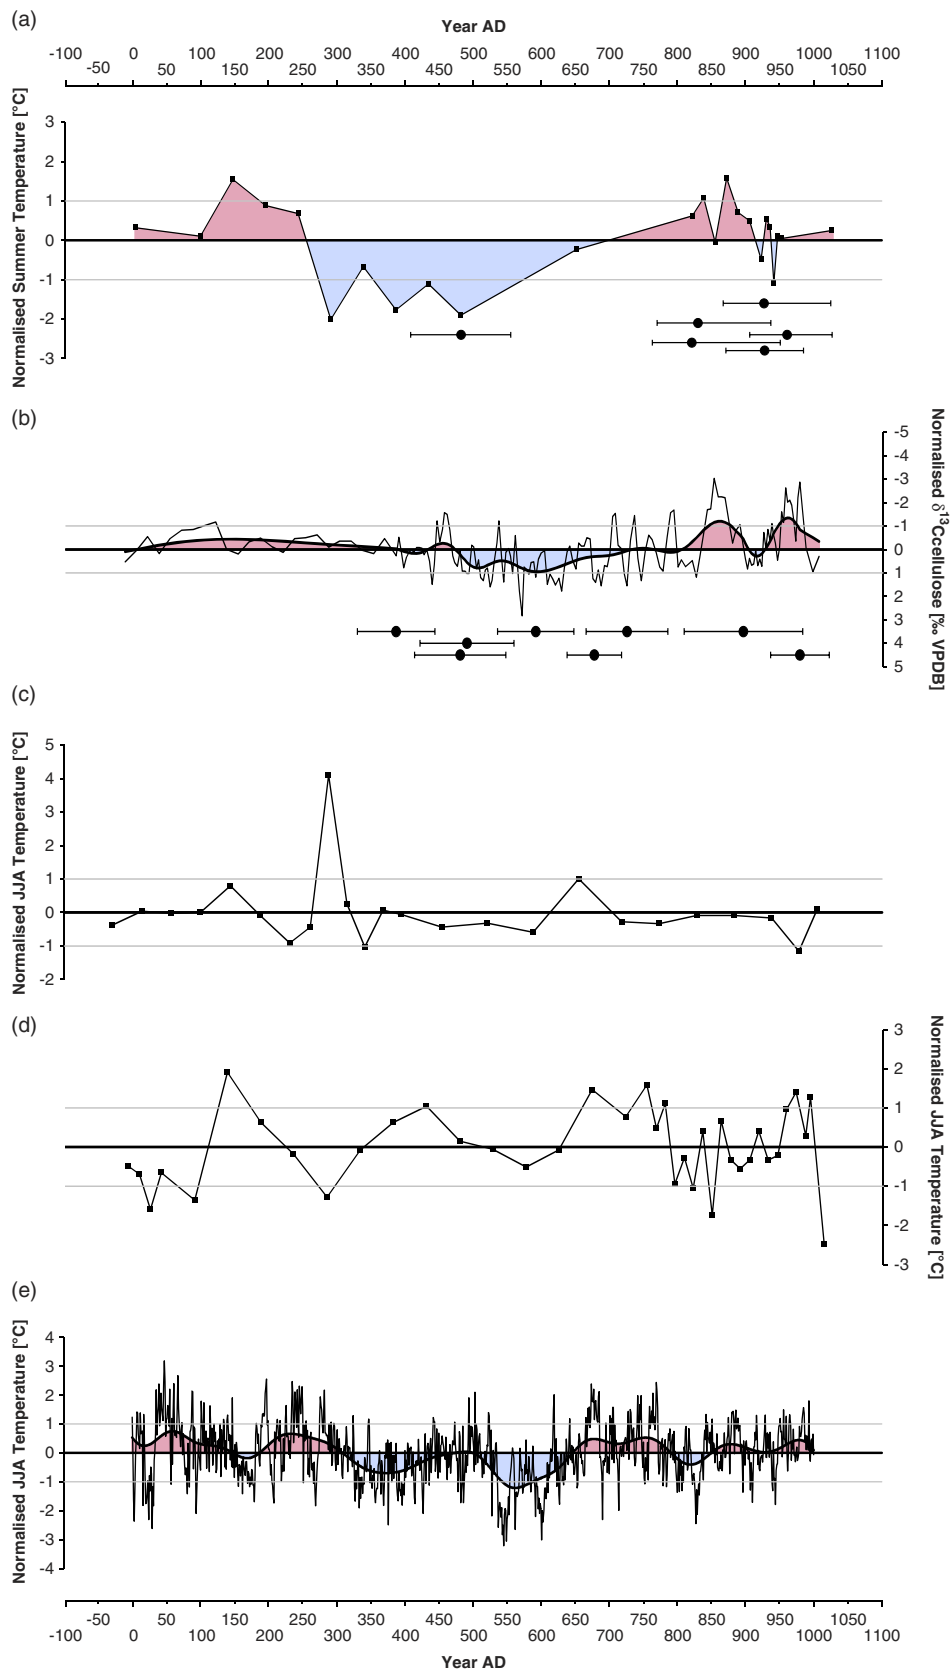 (a)
Year AD
-100 0 100 200 300 400 500 600 700 800 900 1000 1100
-50 50 150 250 350 450 550 650 750 850 950 1050
Normalised Summer Temperature [°C]
3
2
1
0
-1
-2
-3
(b)
Normalised δ13Ccellulose [‰ VPDB]
-5
-4
-3
-2
-1
0
1
2
3
4
5
(c)
Normalised JJA Temperature [°C]
5
4
3
2
1
0
-1
-2
(d)
Normalised JJA Temperature [°C]
3
2
1
0
-1
-2
-3
(e)
Normalised JJA Temperature [°C]
4
3
2
1
0
-1
-2
-3
-4
-50 50 150 250 350 450 550 650 750 850 950 1050
-100 0 100 200 300 400 500 600 700 800 900 1000 1100
Year AD